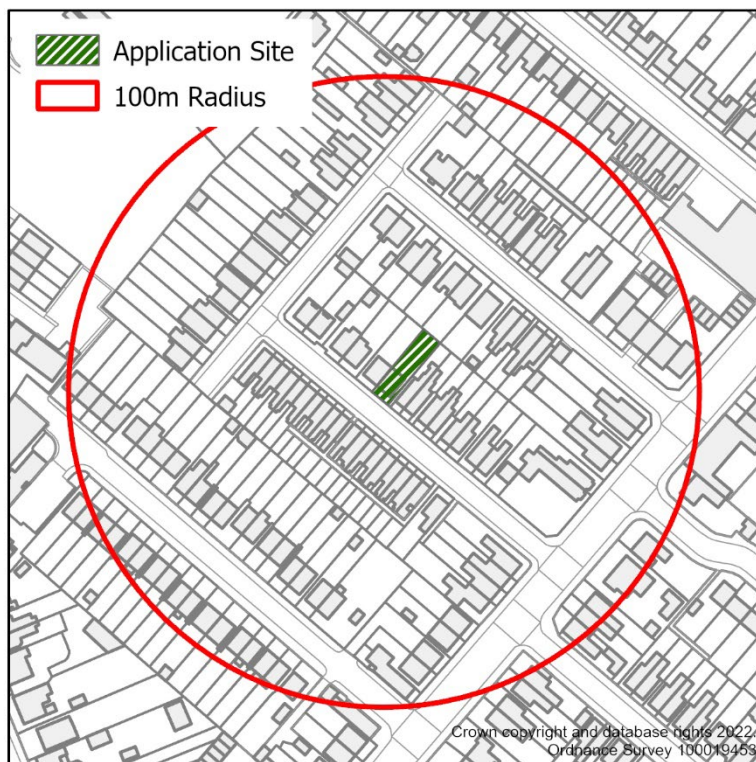 Application Site
100m Radius
Crown copyright and database rights 2022.
Ordnance Survey 100019453